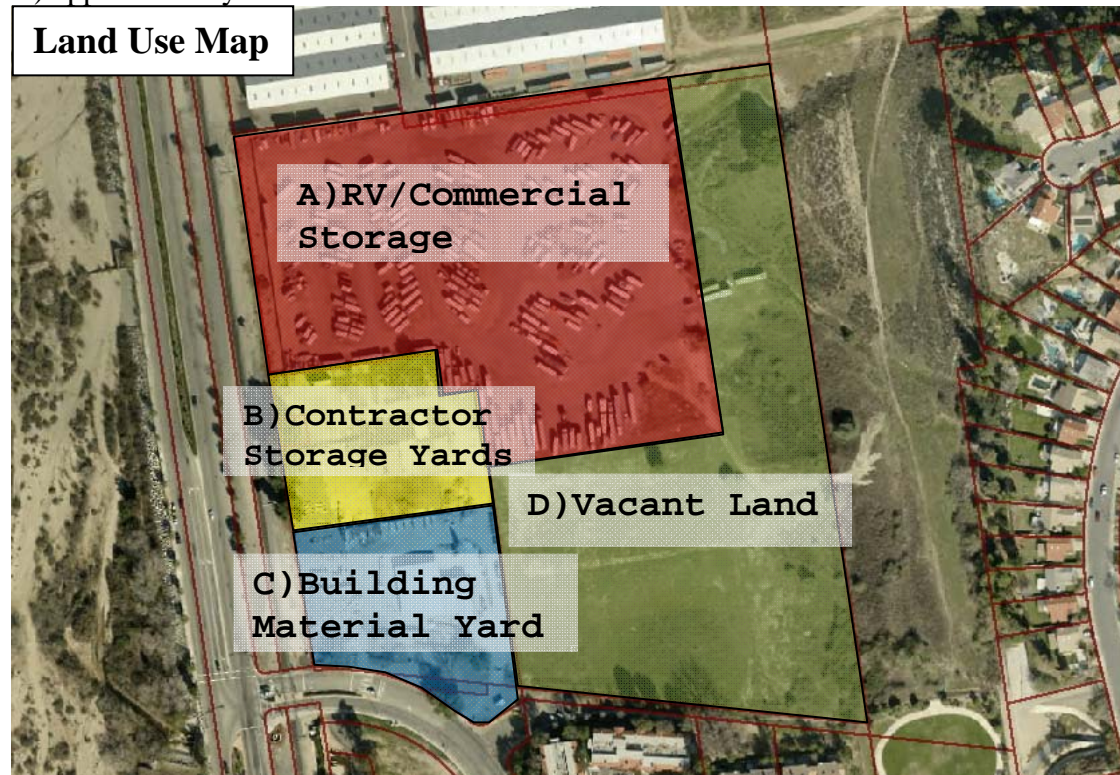 Land Use Map
A)RV/Commercial
Storage
B)Contractor
Storage Yards
D)Vacant Land
C)Building
Material Yard